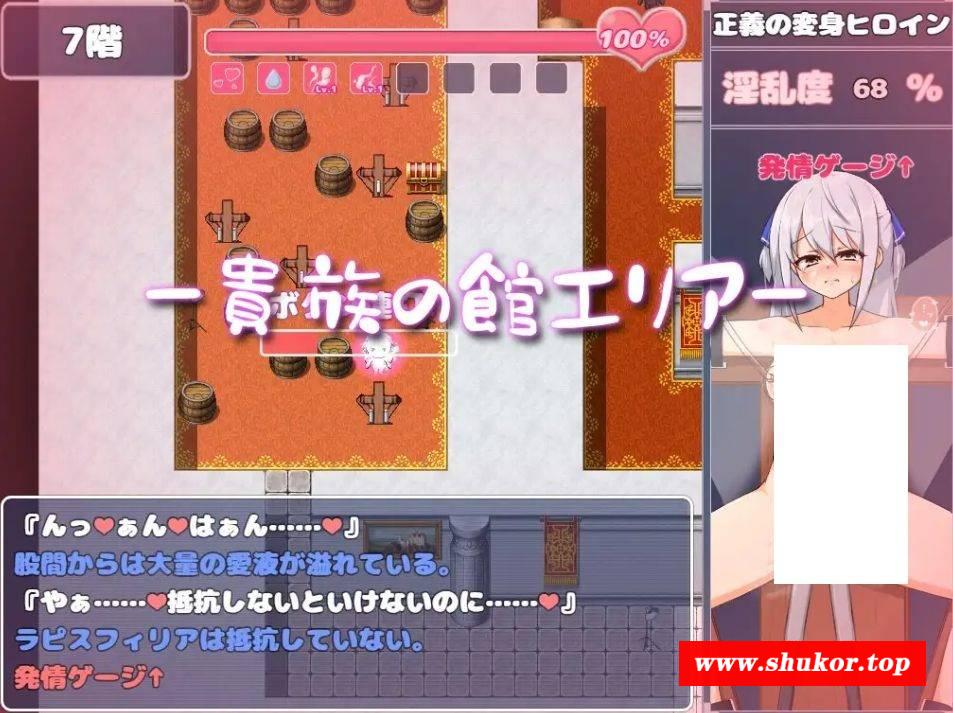 7階
100%
Lv.1
Lv.1
正義の変身ヒロイン
淫乱度 68 %
発情ゲージ↑
－貴族の館エリア－
『んっ❤ぁん❤はぁん……❤』
股間からは大量の愛液が溢れている。
『やぁ……❤抵抗しないといけないのに……❤』
ラピスフィリアは抵抗していない。
発情ゲージ↑
www.shukor.top